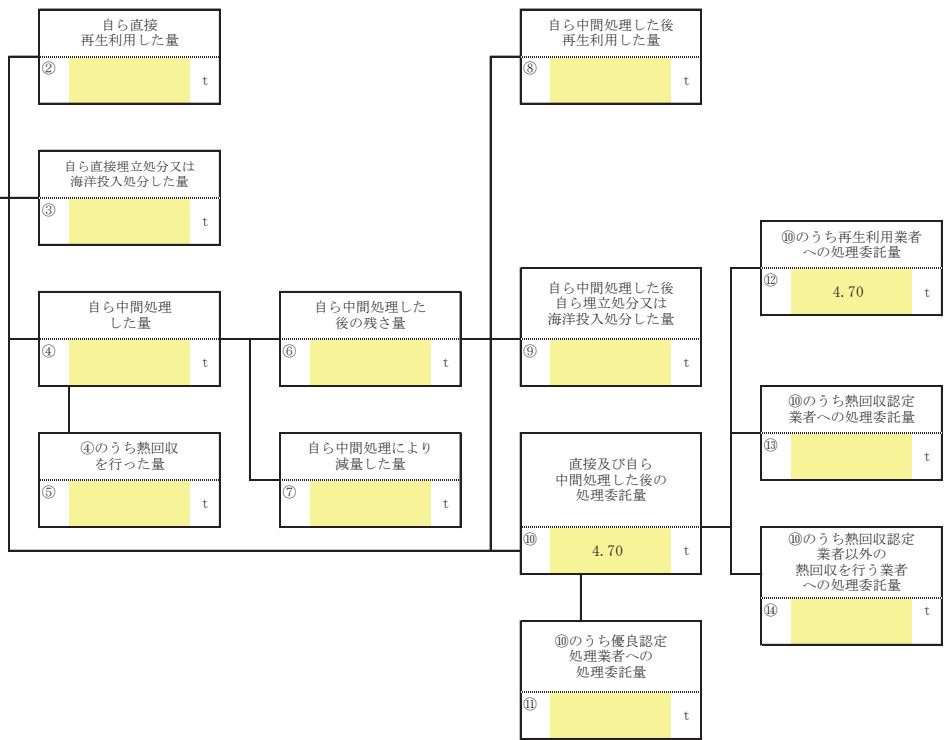 自ら直接
再生利用した量
②
t
自ら直接埋立処分又は
海洋投入処分した量
③
t
自ら中間処理
した量
④
t
④のうち熱回収
を行った量
⑤
t
自ら中間処理した
後の残さ量
⑥
t
自ら中間処理により
減量した量
⑦
t
自ら中間処理した後
再生利用した量
⑧
t
自ら中間処理した後
自ら埋立処分又は
海洋投入処分した量
⑨
t
直接及び自ら
中間処理した後の
処理委託量
⑩ 4.70 t
⑩のうち優良認定
処理業者への
処理委託量
⑪
t
⑩のうち再生利用業者
への処理委託量
⑫ 4.70 t
⑩のうち熱回収認定
業者への処理委託量
⑬
t
⑩のうち熱回収認定
業者以外の
熱回収を行う業者
への処理委託量
⑭
t